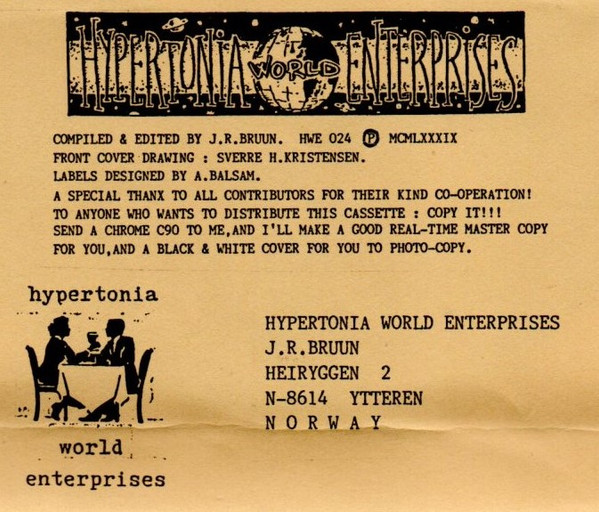 HYPERTONIA WORLD ENTERPRISES
COMPILED & EDITED BY J.R.BRUUN. HWE 024 Ⓟ MCMLXXXIX
FRONT COVER DRAWING : SVERRE H.KRISTENSEN.
LABELS DESIGNED BY A.BALSAM.
A SPECIAL THANX TO ALL CONTRIBUTORS FOR THEIR KIND CO-OPERATION!
TO ANYONE WHO WANTS TO DISTRIBUTE THIS CASSETTE : COPY IT!!!
SEND A CHROME C90 TO ME,AND I'LL MAKE A GOOD REAL-TIME MASTER COPY
FOR YOU,AND A BLACK & WHITE COVER FOR YOU TO PHOTO-COPY.
hypertonia
world
enterprises
HYPERTONIA WORLD ENTERPRISES
J.R.BRUUN
HEIRYGGEN 2
N-8614 YTTEREN
N O R W A Y